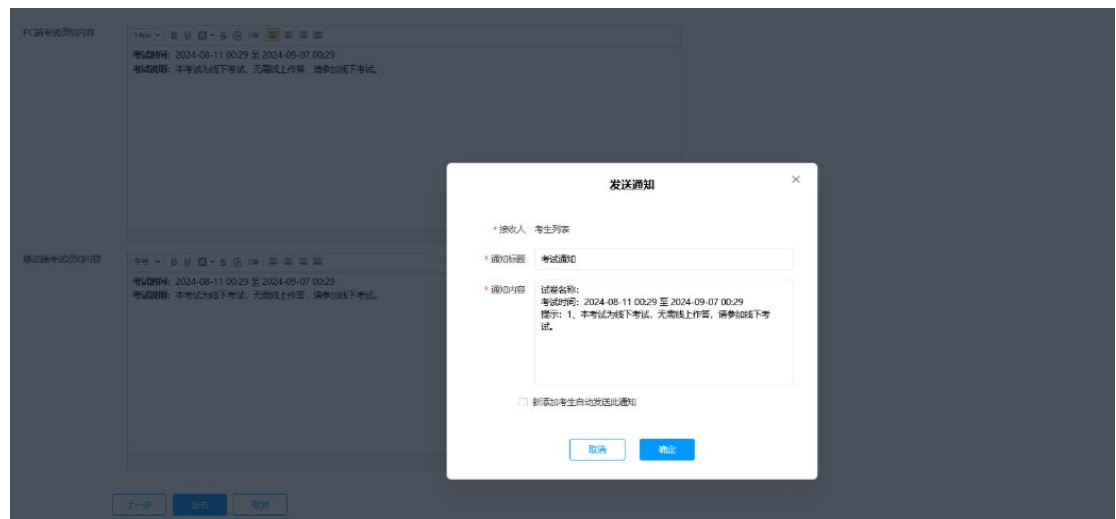 PC端考试须知内容
14px
考试时间: 2024-08-11 00:29 至 2024-09-07 00:29
考试说明: 本考试为线下考试，无需线上作答，请参加线下考试。
移动端考试须知内容
字号
考试时间: 2024-08-11 00:29 至 2024-09-07 00:29
考试说明: 本考试为线下考试，无需线上作答，请参加线下考试。
上一步 发布 取消
发送通知
* 接收人 考生列表
* 通知标题 考试通知
* 通知内容 试卷名称:
考试时间: 2024-08-11 00:29 至 2024-09-07 00:29
提示: 1、本考试为线下考试，无需线上作答，请参加线下考
试。
新添加考生自动发送此通知
取消 确定